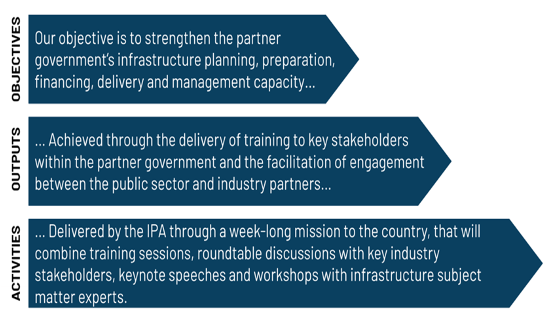 OBJECTIVES
Our objective is to strengthen the partner
government's infrastructure planning, preparation,
financing, delivery and management capacity...
OUTPUTS
... Achieved through the delivery of training to key stakeholders
within the partner government and the facilitation of engagement
between the public sector and industry partners...
ACTIVITIES
... Delivered by the IPA through a week-long mission to the country, that will
combine training sessions, roundtable discussions with key industry
stakeholders, keynote speeches and workshops with infrastructure subject
matter experts.